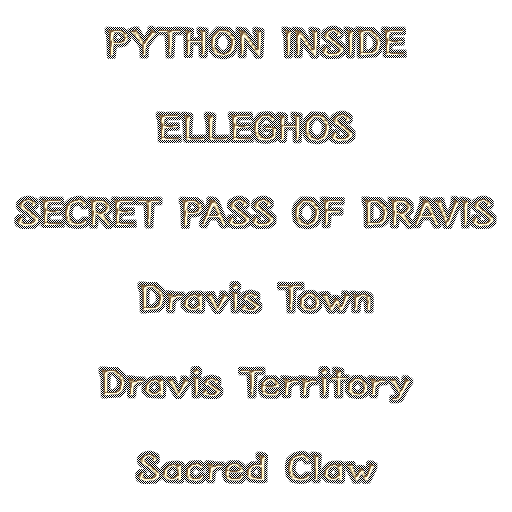 PYTHON INSIDE
ELLEGHOS
SECRET PASS OF DRAVIS
Dravis Town
Dravis Territory
Sacred Claw